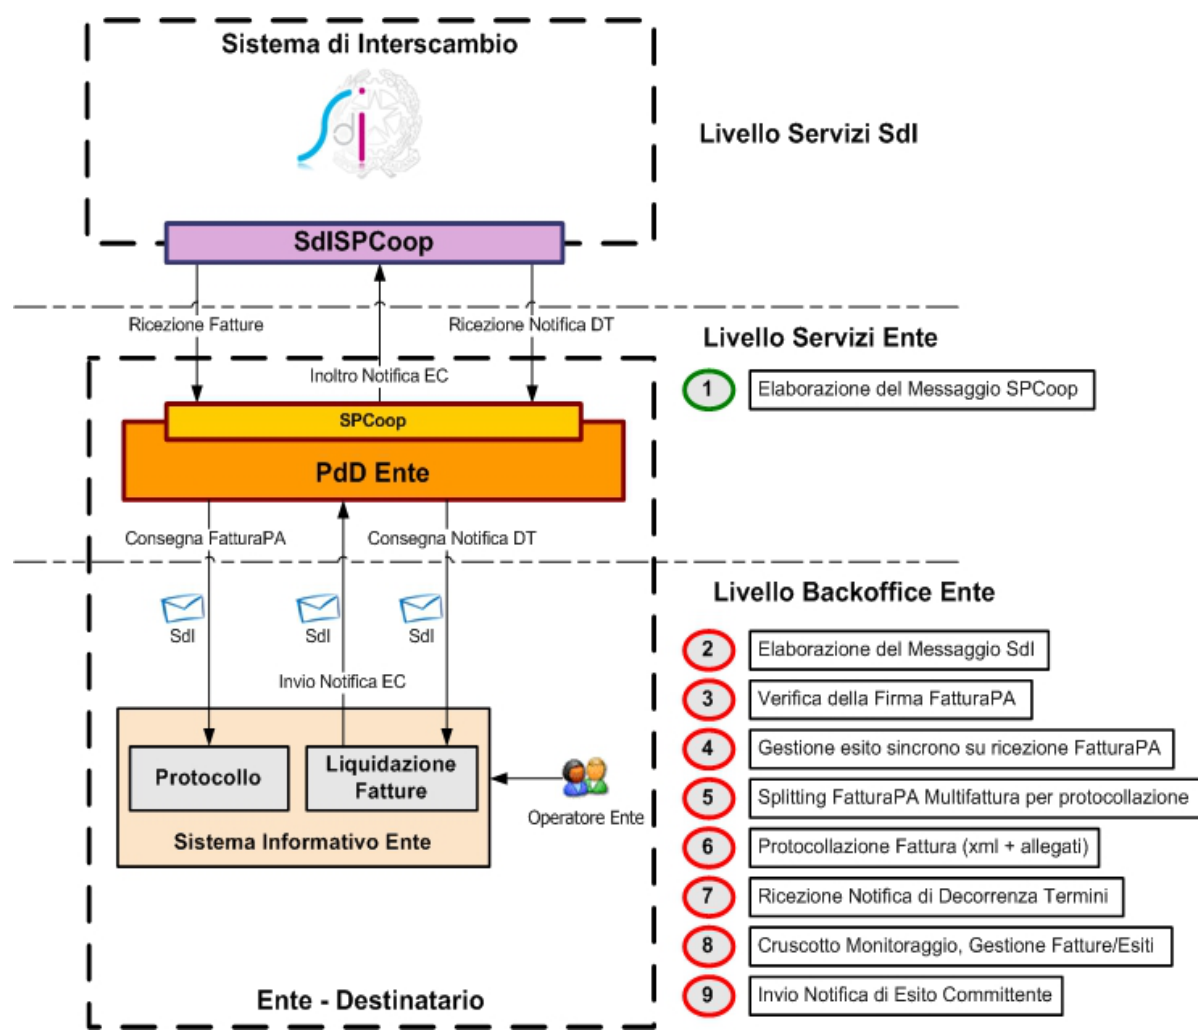 Sistema di Interscambio
Sdi
Livello Servizi SdI
SdISPCoop
Ricezione Fatture
Ricezione Notifica DT
Inoltro Notifica EC
Livello Servizi Ente
1 Elaborazione del Messaggio SPCoop
SPCoop
PdD Ente
Consegna FatturaPA
Consegna Notifica DT
SdI
SdI
SdI
Invio Notifica EC
Protocollo
Liquidazione
Fatture
Sistema Informativo Ente
Operatore Ente
Ente - Destinatario
Livello Backoffice Ente
2 Elaborazione del Messaggio SdI
3 Verifica della Firma FatturaPA
4 Gestione esito sincrono su ricezione FatturaPA
5 Splitting FatturaPA Multifattura per protocollazione
6 Protocollazione Fattura (xml + allegati)
7 Ricezione Notifica di Decorrenza Termini
8 Cruscotto Monitoraggio, Gestione Fatture/Esiti
9 Invio Notifica di Esito Committente